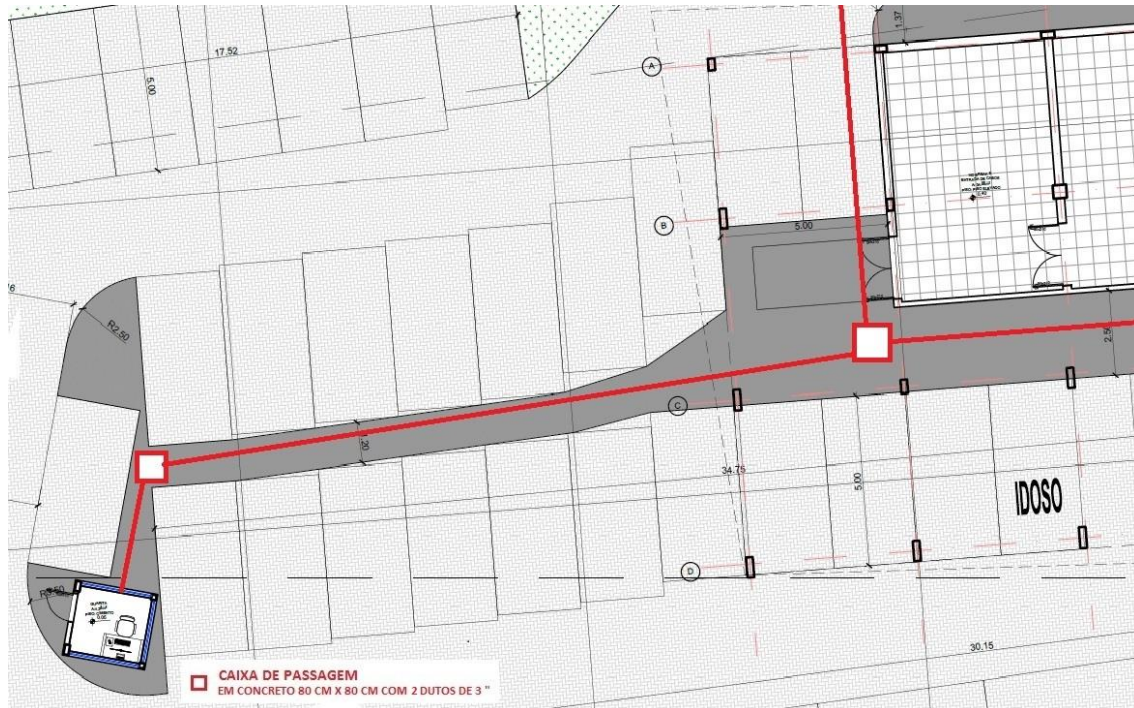 17.52
5.00
1.37
A
B
5.00
R2.50
2.50
C
.20
34.75
5.00
IDOSO
D
30.15
CAIXA DE PASSAGEM
EM CONCRETO 80 CM X 80 CM COM 2 DUTOS DE 3 "